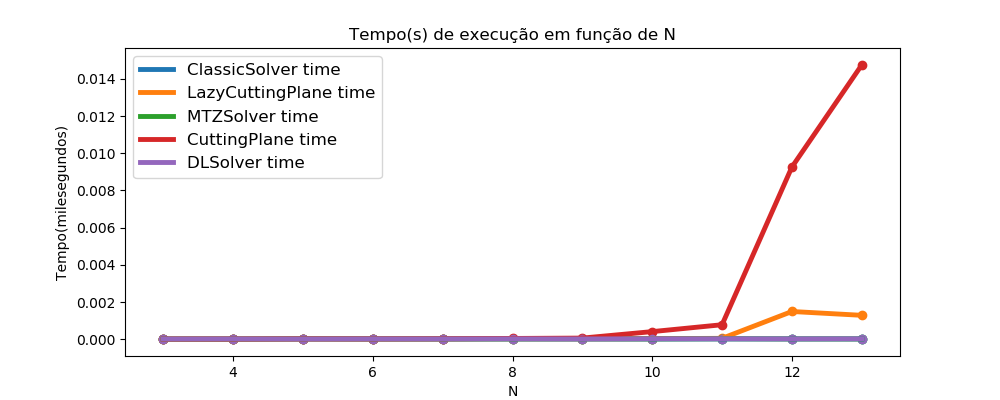 Tempo(s) de execução em função de N
ClassicSolver time
LazyCuttingPlane time
MTZSolver time
CuttingPlane time
DLSolver time
Tempo(milesegundos)
0.014
0.012
0.010
0.008
0.006
0.004
0.002
0.000
4 6 8 10 12
N